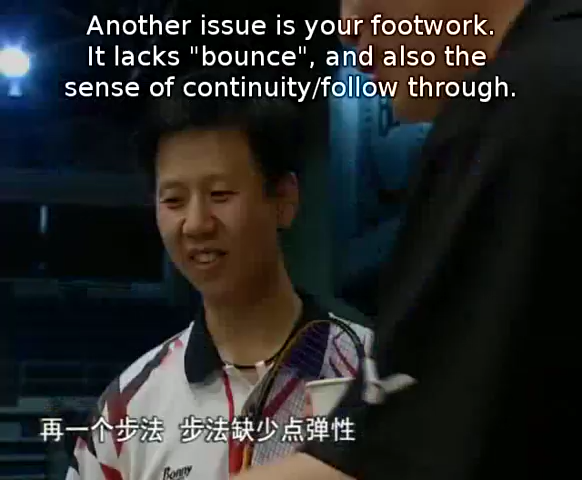 Another issue is your footwork.
It lacks "bounce", and also the
sense of continuity/follow through.
再一个步法 步法缺少点弹性
Bonny